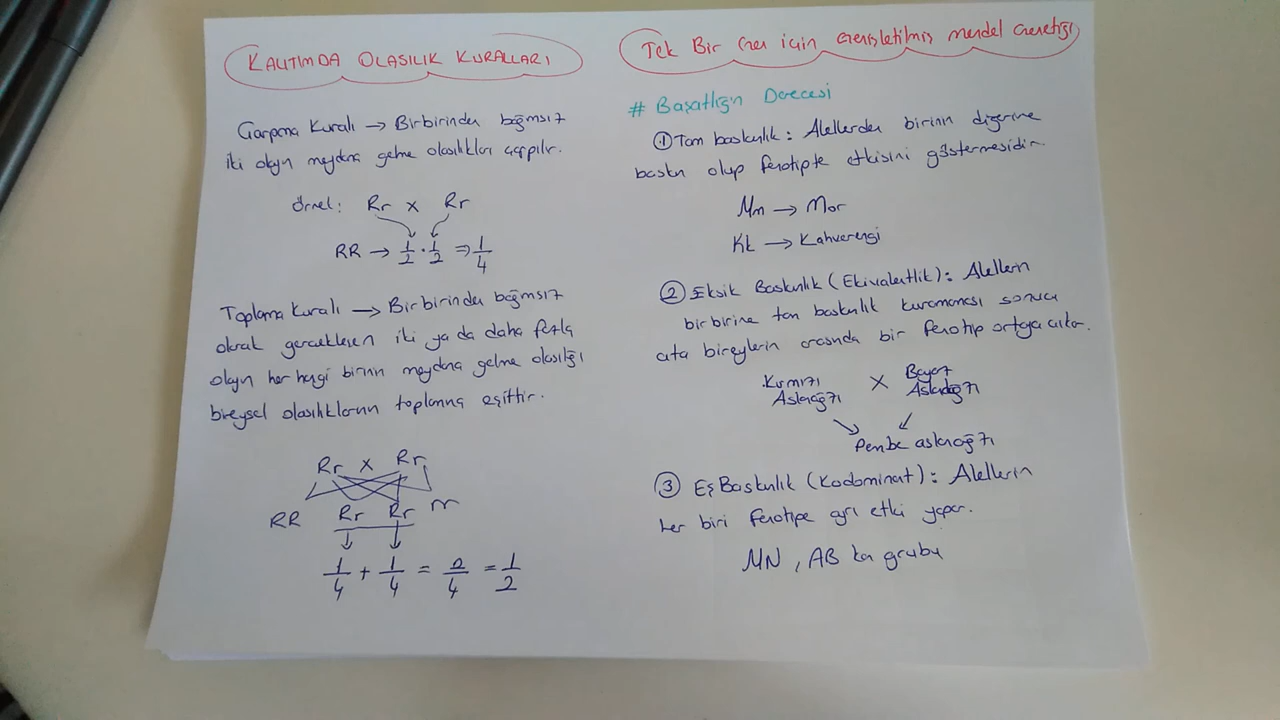 KALITIMDA OLASILIK KURALLARI
Çarpma Kuralı → Birbirinden bağımsız
iki olayın meydana gelme olasılıkları çarpılır.
Örnek: Rr x Rr
RR → 1/2 · 1/2 ⇒ 1/4
Toplama Kuralı → Birbirinden bağımsız
olarak gerçekleşen iki ya da daha fazla
olayın her hangi birinin meydana gelme olasılığı
bireysel olasılıklarının toplamına eşittir.
Rr x Rr
RR Rr Rr rr
1/4 + 1/4 = 2/4 = 1/2
Tek Bir Gen için Genişletilmiş mendel Genetiği
# Başatlığın Derecesi
① Tam baskınlık: Alellerden birinin diğerine
baskın olup fenotipte etkisini göstermesidir.
Mm → Mor
Kk → Kahverengi
② Eksik Baskınlık (Ekivalentlik): Alellerin
birbirine tam baskınlık kuramaması sonucu
ata bireylerin arasında bir fenotip ortaya çıkar.
Kırmızı Aslanağzı X Beyaz Aslanağzı
Pembe aslanağzı
③ Eş Baskınlık (Kodominant): Alellerin
her biri fenotipe ayrı etki yapar.
MN, AB kan grubu